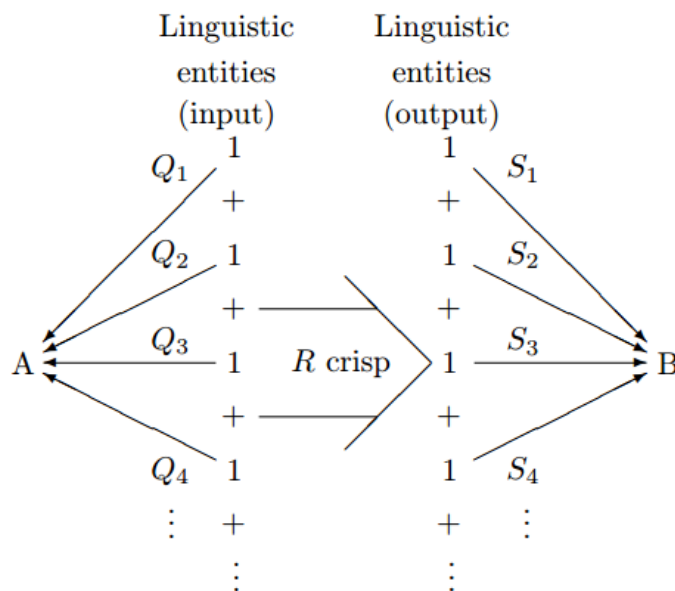 Linguistic Linguistic
entities entities
(input) (output)
Q₁ 1 1 S₁
+ +
Q₂ 1 1 S₂
+ +
A Q₃ 1 R crisp 1 S₃ B
+ +
Q₄ 1 1 S₄
⋮ + + ⋮
⋮ ⋮